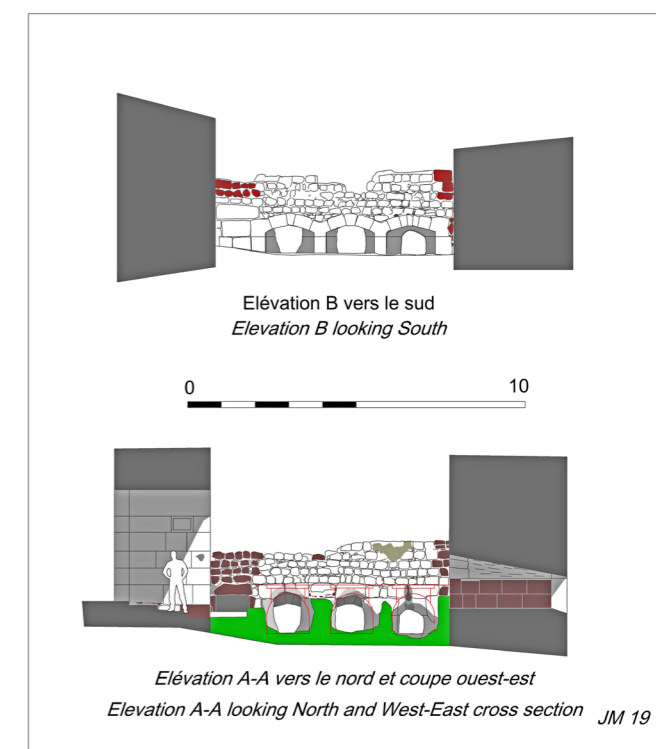 Elévation B vers le sud
Elevation B looking South
0 10
Elévation A-A vers le nord et coupe ouest-est
Elevation A-A looking North and West-East cross section
JM 19